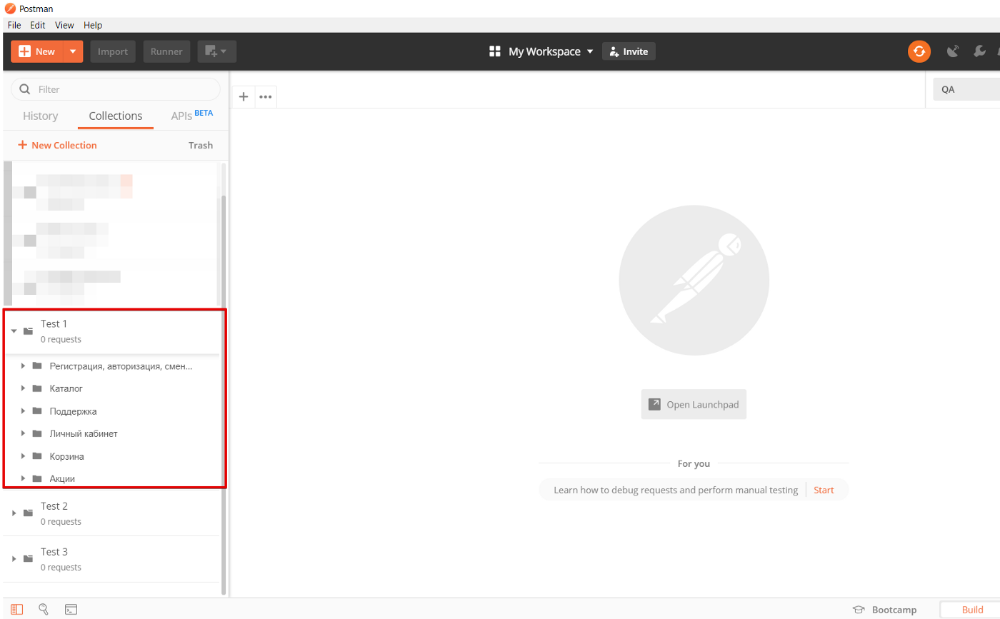 Postman
File Edit View Help
New Import Runner My Workspace Invite
Filter
QA
History Collections APIs BETA
New Collection Trash
Test 1
0 requests
Регистрация, авторизация, смен...
Каталог
Поддержка
Личный кабинет
Корзина
Акции
Test 2
0 requests
Test 3
0 requests
Open Launchpad
For you
Learn how to debug requests and perform manual testing Start
Bootcamp Build